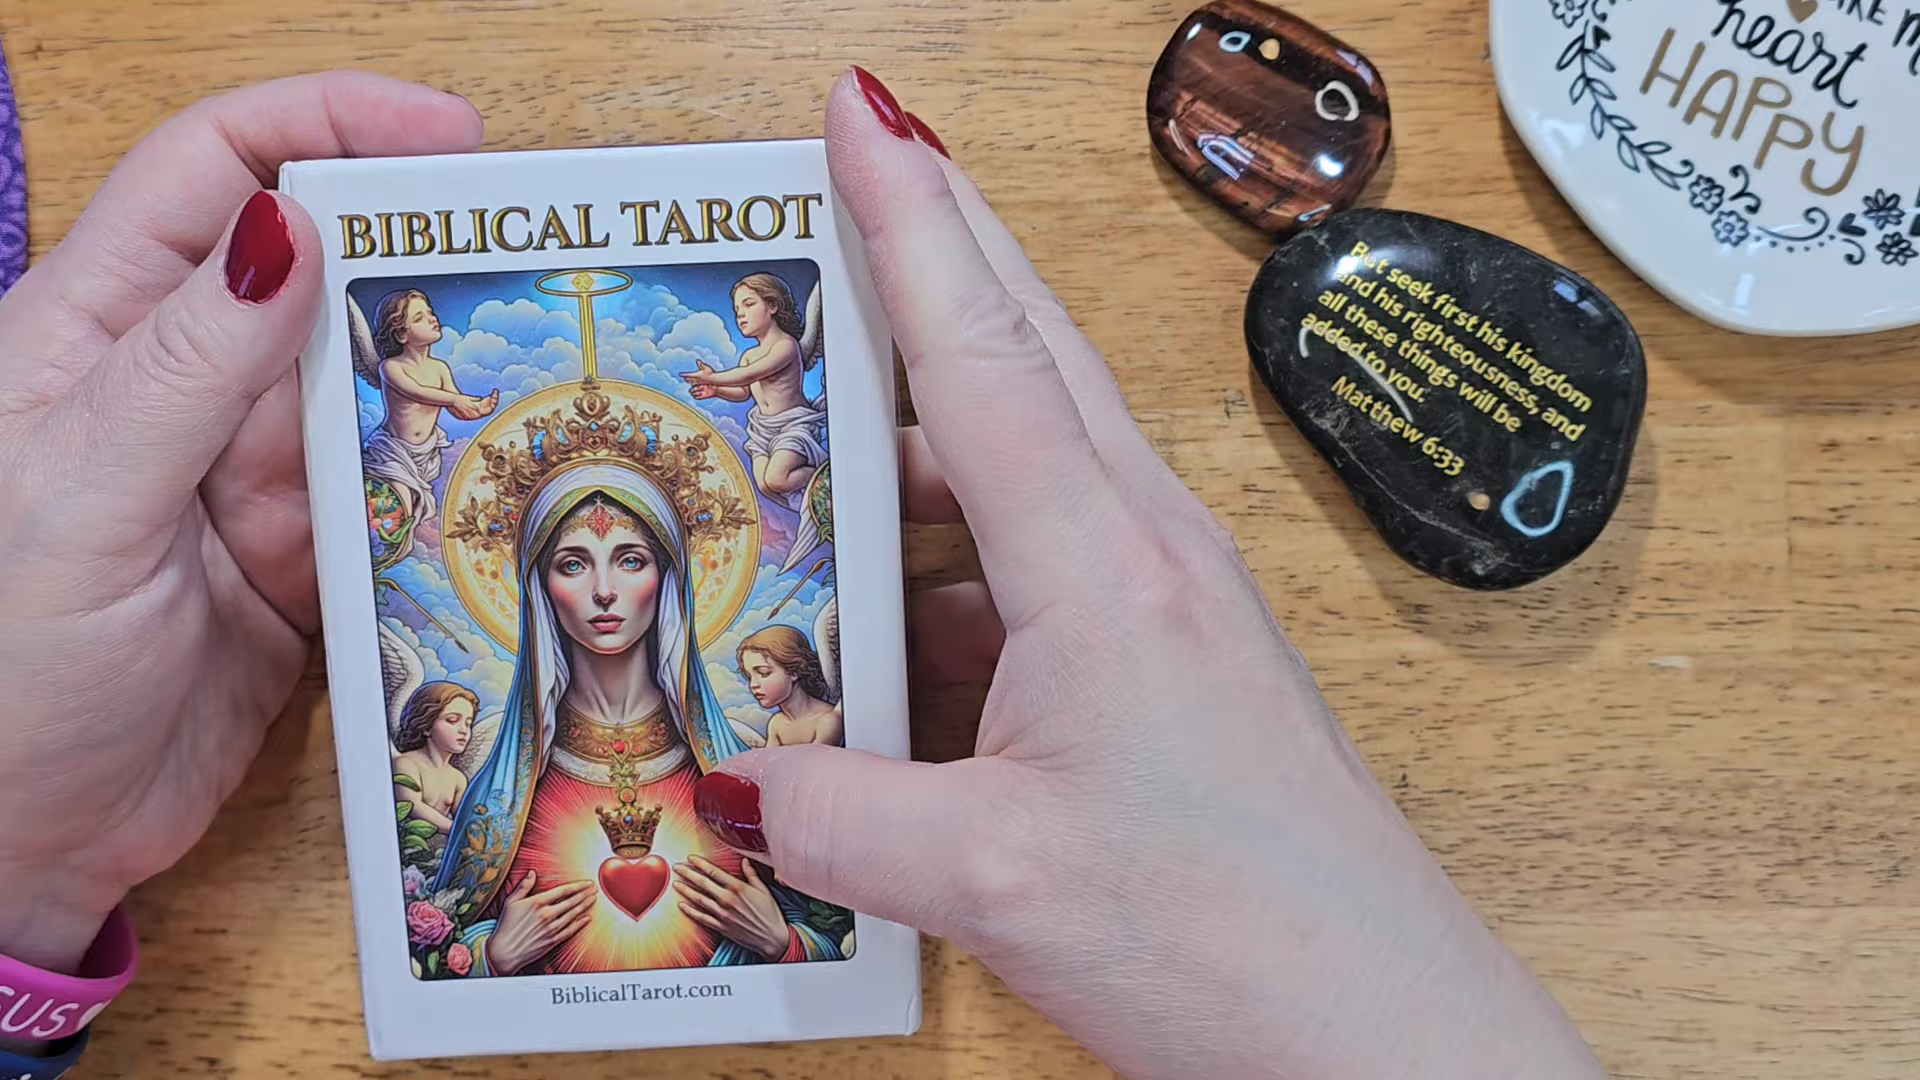 BIBLICAL TAROT
BiblicalTarot.com
But seek first his kingdom
and his righteousness, and
all these things will be
added to you.
Matthew 6:33
heart
HAPPY